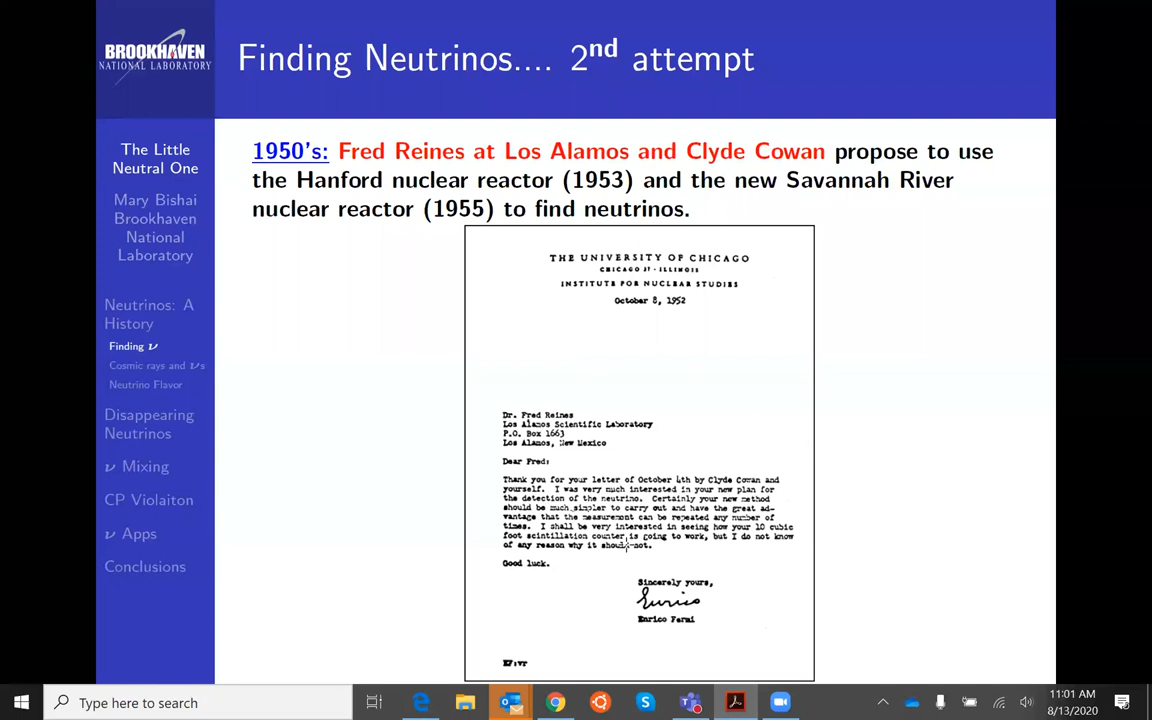 BROOKHAVEN
NATIONAL LABORATORY
Finding Neutrinos.... 2nd attempt
The Little
Neutral One
Mary Bishai
Brookhaven
National
Laboratory
Neutrinos: A
History
Finding ν
Cosmic rays and νs
Neutrino Flavor
Disappearing
Neutrinos
ν Mixing
CP Violaiton
ν Apps
Conclusions
1950's: Fred Reines at Los Alamos and Clyde Cowan propose to use
the Hanford nuclear reactor (1953) and the new Savannah River
nuclear reactor (1955) to find neutrinos.
THE UNIVERSITY OF CHICAGO
CHICAGO 37 · ILLINOIS
INSTITUTE FOR NUCLEAR STUDIES
October 8, 1952
Dr. Fred Reines
Los Alamos Scientific Laboratory
P.O. Box 1663
Los Alamos, New Mexico
Dear Fred:
Thank you for your letter of October 4th by Clyde Cowan and
yourself. I was very much interested in your new plan for
the detection of the neutrino. Certainly your new method
should be much simpler to carry out and have the great ad-
vantage that the measurement can be repeated any number of
times. I shall be very interested in seeing how your 10 cubic
foot scintillation counter is going to work, but I do not know
of any reason why it should not.
Good luck.
Sincerely yours,
Enrico
Enrico Fermi
EF:vr
Type here to search
11:01 AM
8/13/2020